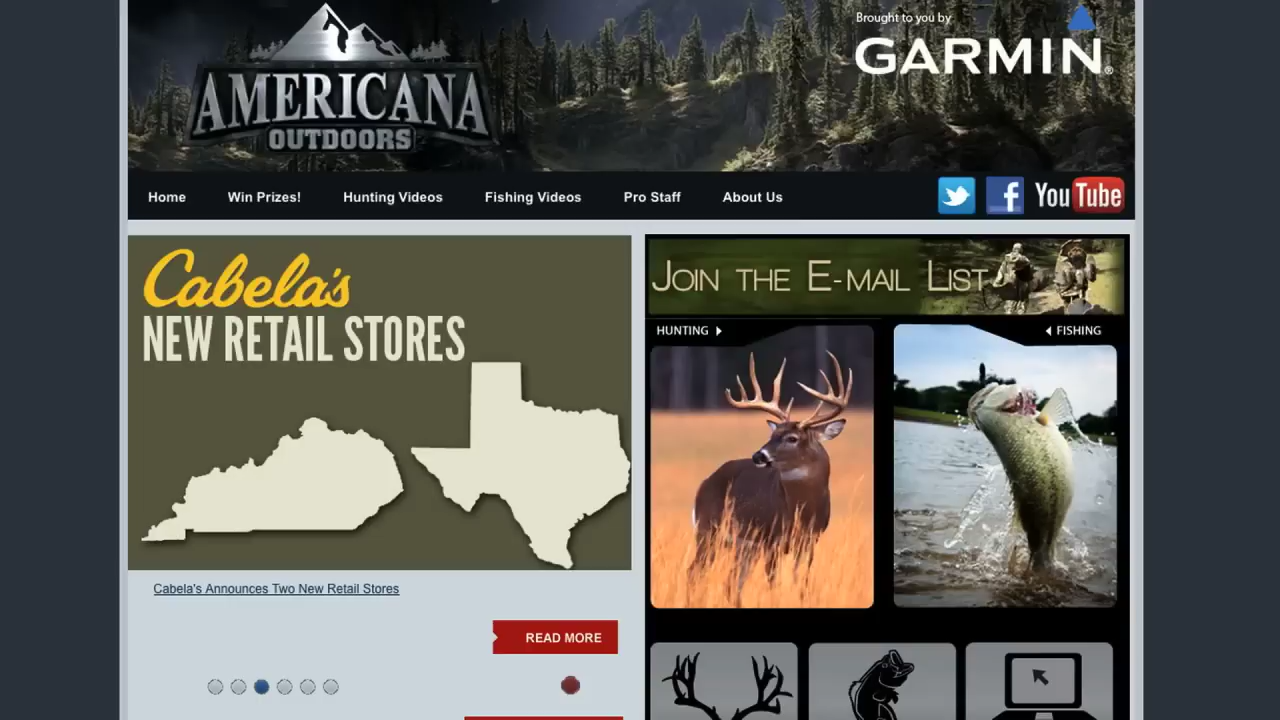 AMERICANA
OUTDOORS
Brought to you by
GARMIN®
Home Win Prizes! Hunting Videos Fishing Videos Pro Staff About Us
You Tube
Cabela's
NEW RETAIL STORES
JOIN THE E-MAIL LIST
HUNTING
FISHING
Cabela's Announces Two New Retail Stores
READ MORE